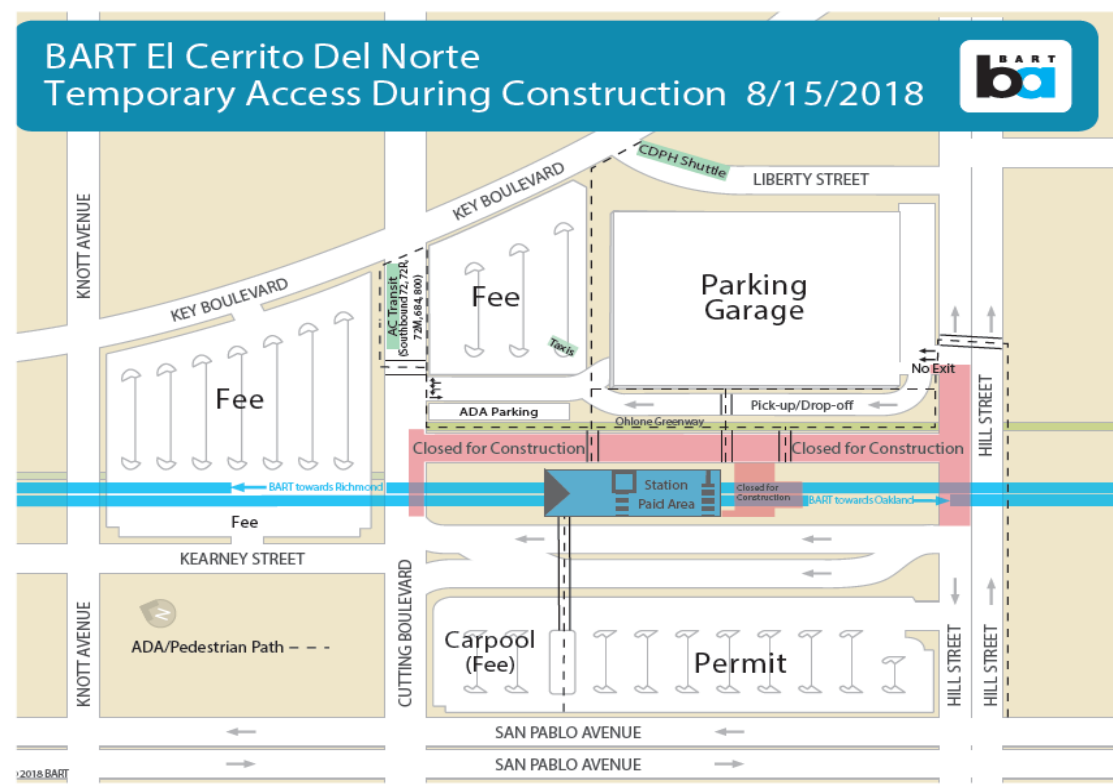 BART El Cerrito Del Norte
Temporary Access During Construction 8/15/2018
BART
ba
CDPH Shuttle
LIBERTY STREET
KEY BOULEVARD
KNOTT AVENUE
KEY BOULEVARD
AC Transit
(Southbound 72, 72R,
72M, 684, 800)
Fee
Taxis
Parking
Garage
No Exit
Fee
ADA Parking
Pick-up/Drop-off
Ohlone Greenway
HILL STREET
HILL STREET
Closed for Construction
Closed for Construction
BART towards Richmond
Station
Paid Area
Closed for
Construction
BART towards Oakland
Fee
KEARNEY STREET
KNOTT AVENUE
N
ADA/Pedestrian Path
CUTTING BOULEVARD
Carpool
(Fee)
Permit
HILL STREET
HILL STREET
SAN PABLO AVENUE
SAN PABLO AVENUE
2018 BART